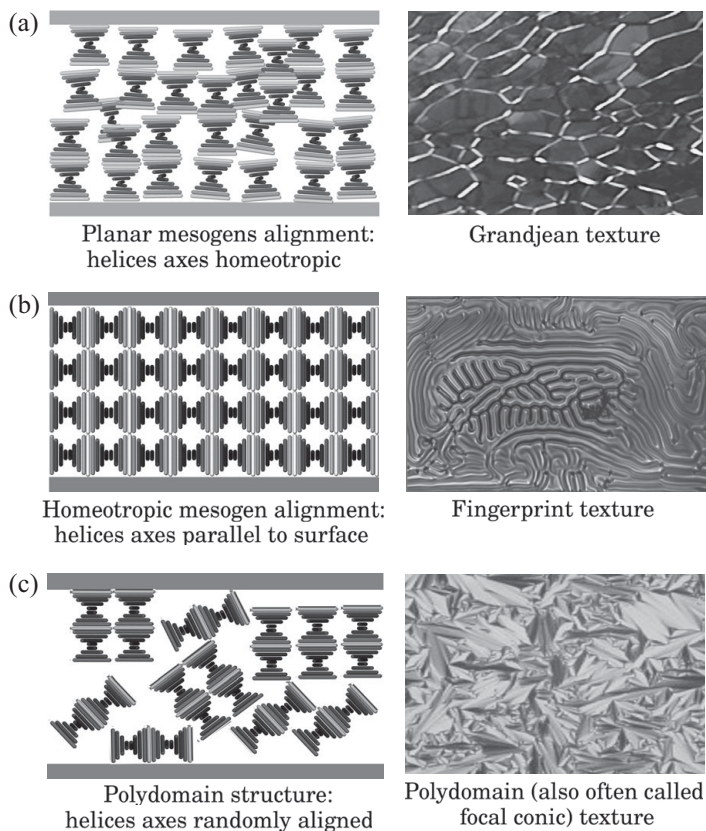 (a)
Planar mesogens alignment:
helices axes homeotropic
Grandjean texture
(b)
Homeotropic mesogen alignment:
helices axes parallel to surface
Fingerprint texture
(c)
Polydomain structure:
helices axes randomly aligned
Polydomain (also often called
focal conic) texture